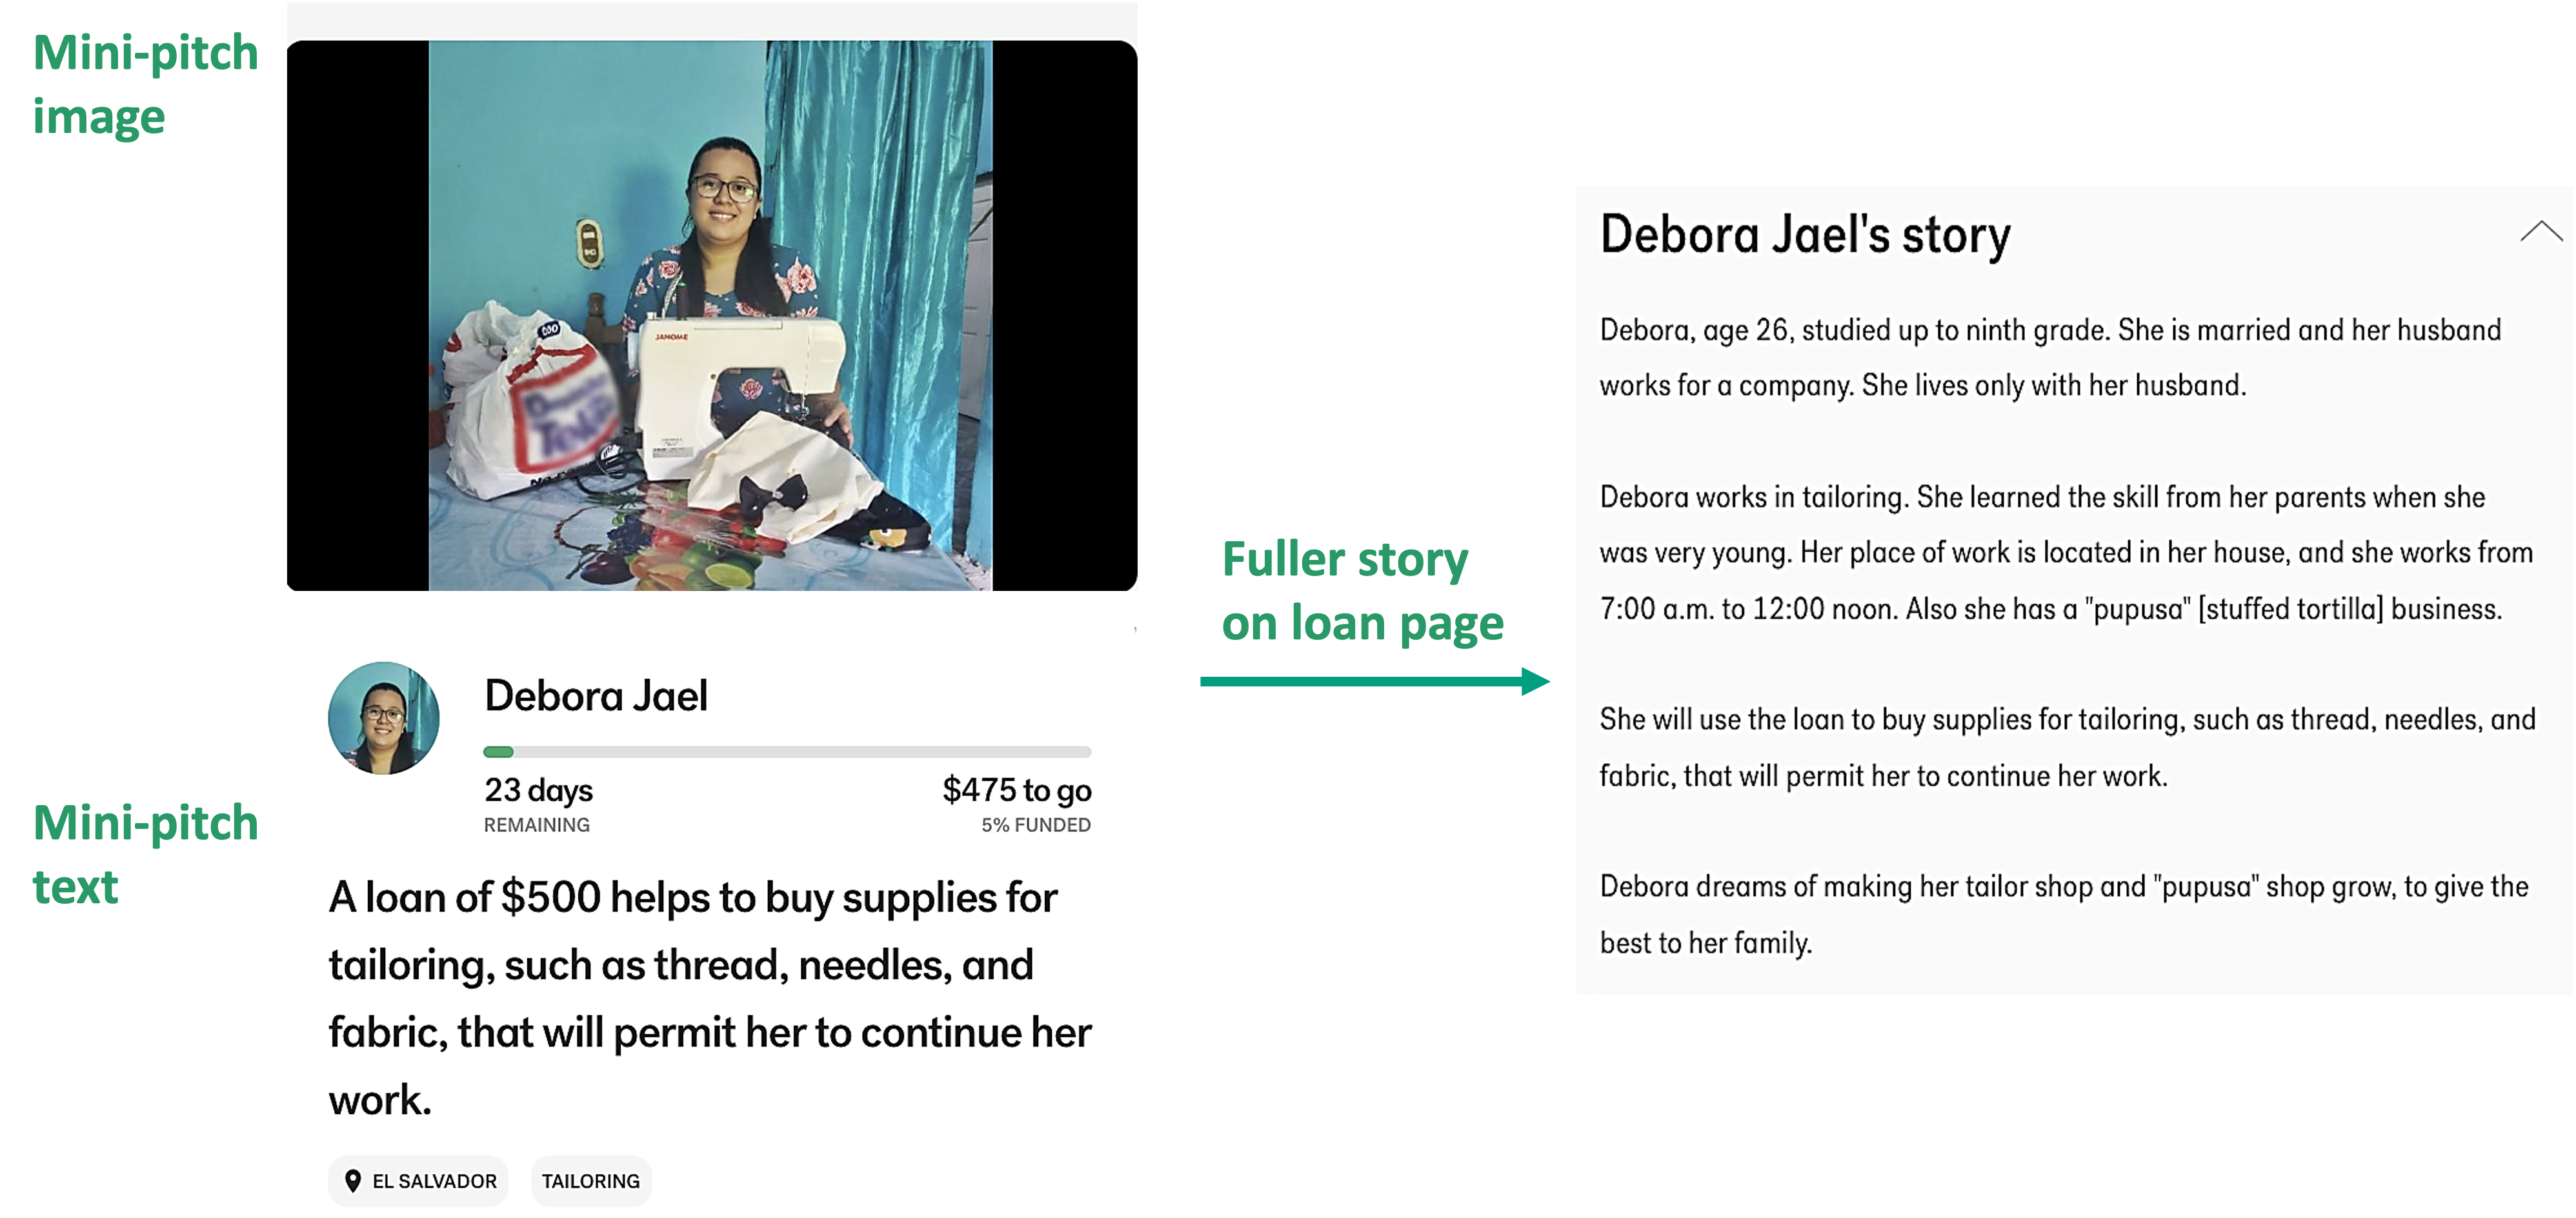 Mini-pitch
image
JANOME
Debora Jael
23 days
REMAINING
$475 to go
5% FUNDED
Mini-pitch
text
A loan of $500 helps to buy supplies for
tailoring, such as thread, needles, and
fabric, that will permit her to continue her
work.
EL SALVADOR
TAILORING
Fuller story
on loan page
Debora Jael's story
Debora, age 26, studied up to ninth grade. She is married and her husband
works for a company. She lives only with her husband.
Debora works in tailoring. She learned the skill from her parents when she
was very young. Her place of work is located in her house, and she works from
7:00 a.m. to 12:00 noon. Also she has a "pupusa" [stuffed tortilla] business.
She will use the loan to buy supplies for tailoring, such as thread, needles, and
fabric, that will permit her to continue her work.
Debora dreams of making her tailor shop and "pupusa" shop grow, to give the
best to her family.